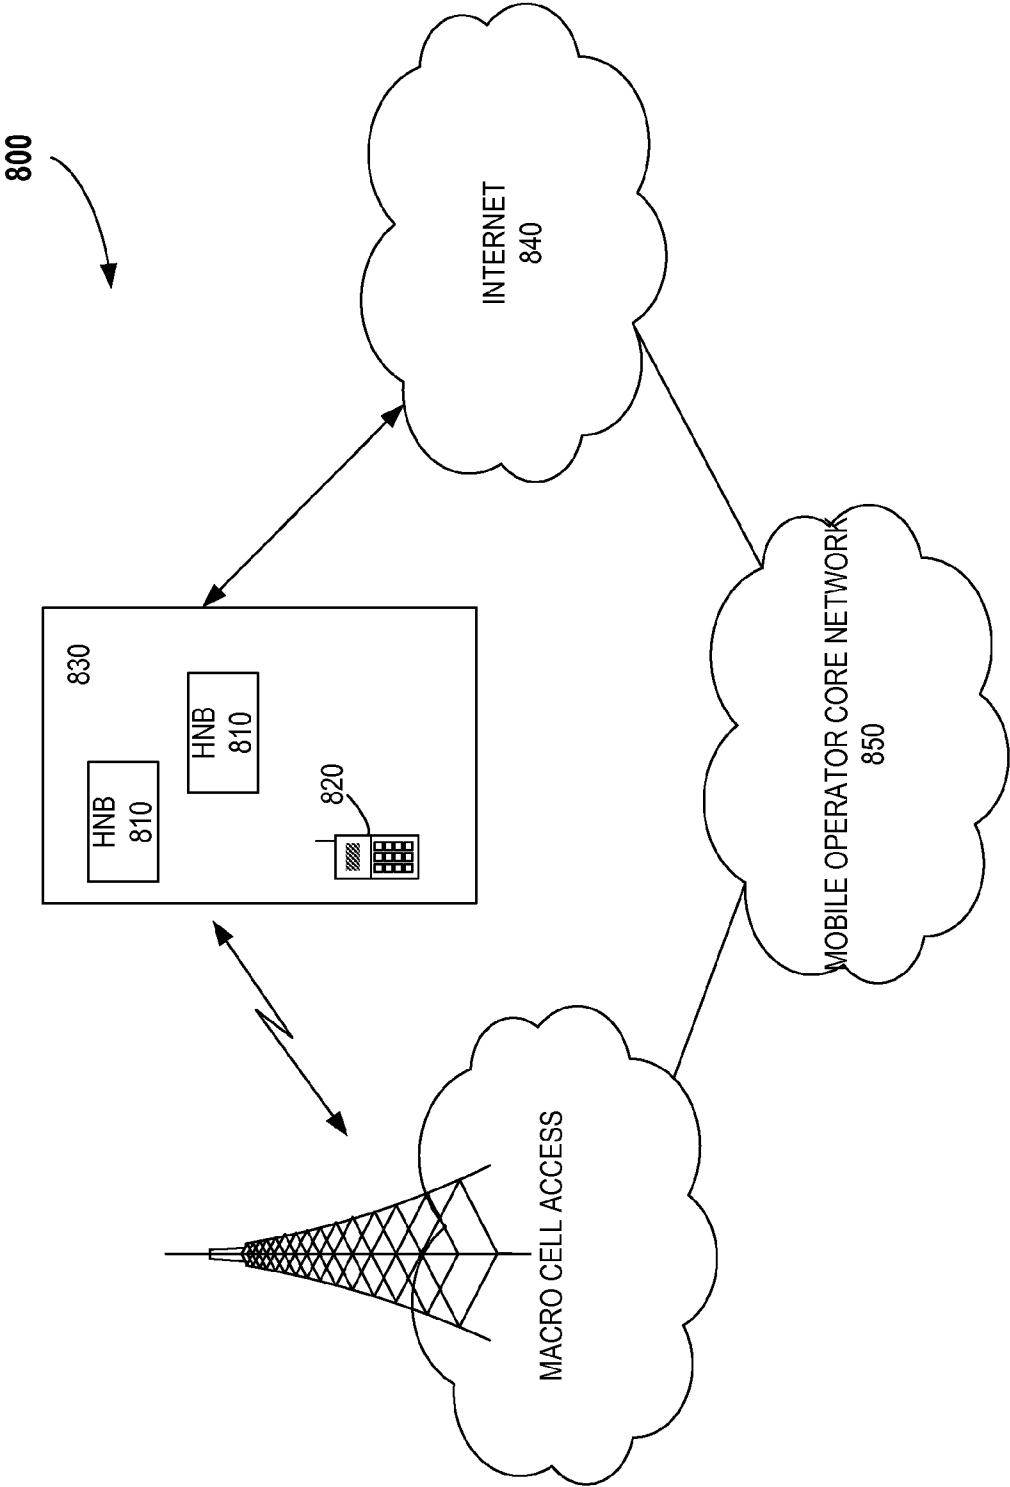 800
830
HNB
810
HNB
810
820
INTERNET
840
MACRO CELL ACCESS
MOBILE OPERATOR CORE NETWORK
850